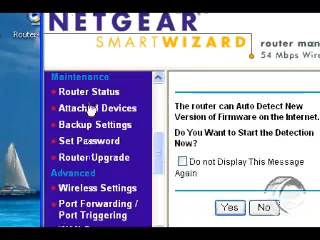 NETGEAR
SMARTWIZARD
router man
54 Mbps Wire
Router
Maintenance
Router Status
Attached Devices
Backup Settings
Set Password
Router Upgrade
Advanced
Wireless Settings
Port Forwarding /
Port Triggering
The router can Auto Detect New
Version of Firmware on the Internet.
Do You Want to Start the Detection
Now?
Do not Display This Message
Again
Yes
No